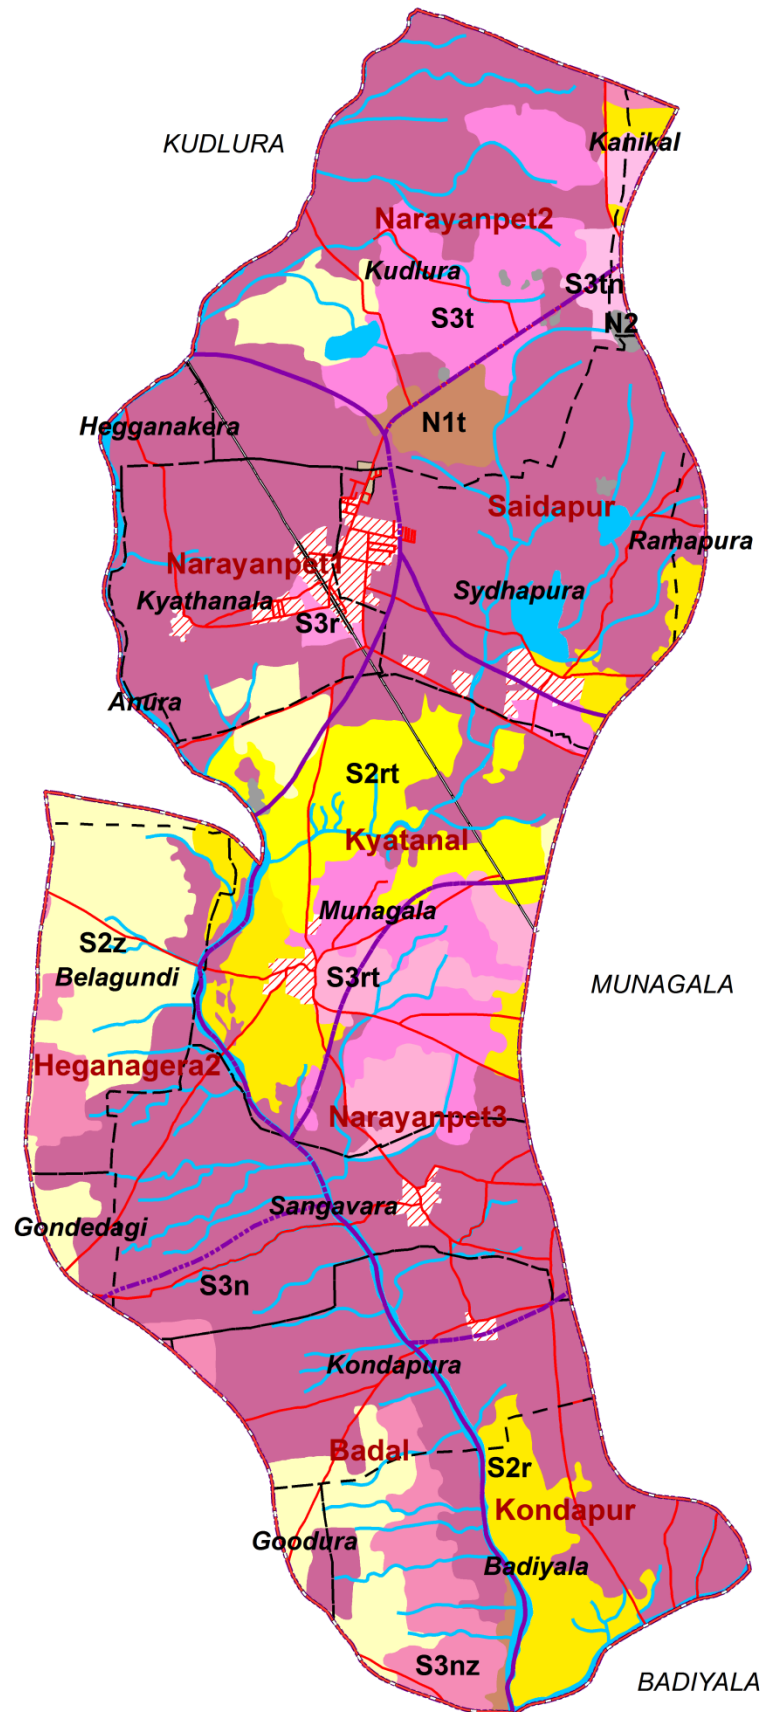 KUDLURA
Kanikal
Narayanpet2
Kudlura
S3tn
S3t
N2
N1t
Hegganakera
Saidapur
Ramapura
Narayanpet1
Sydhapura
Kyathanala
S3r
Anura
S2rt
Kyatanal
Munagala
S2z
Belagundi
S3rt
MUNAGALA
Heganagera2
Narayanpet3
Sangavara
Gondedagi
S3n
Kondapura
Badal
S2r
Kondapur
Goodura
Badiyala
S3nz
BADIYALA